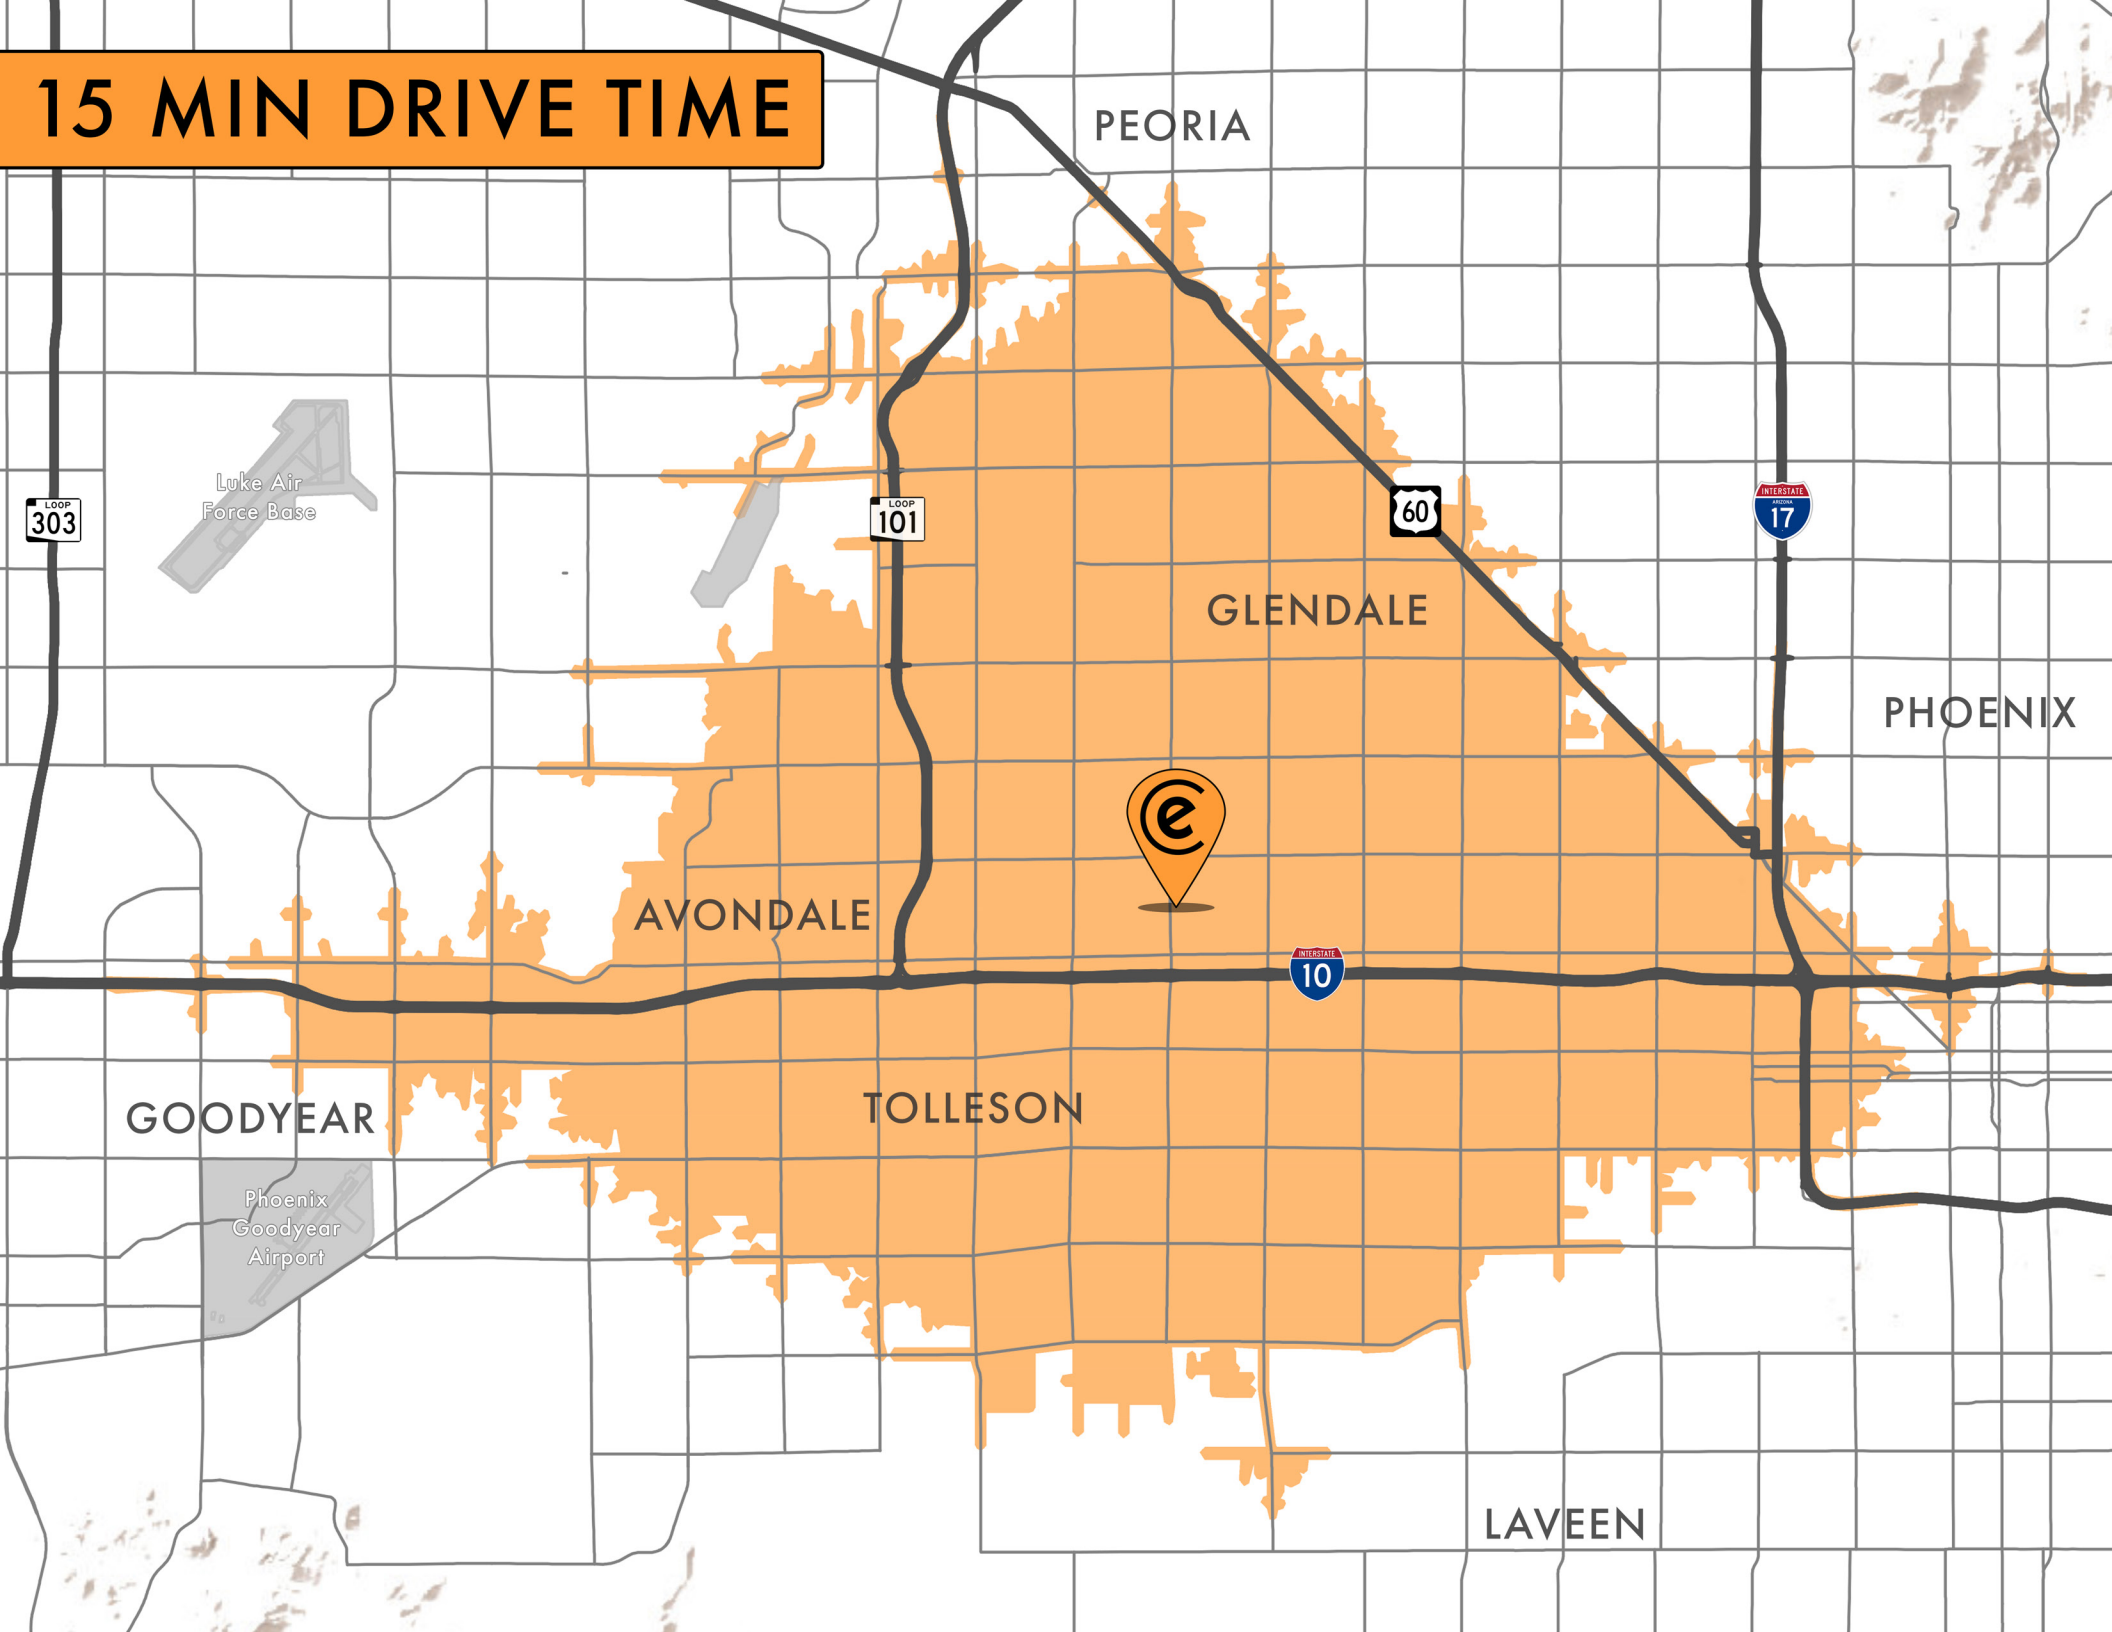 15 MIN DRIVE TIME
PEORIA
Luke Air
Force Base
LOOP
303
LOOP
101
60
INTERSTATE
ARIZONA
17
GLENDALE
PHOENIX
e
AVONDALE
INTERSTATE
10
GOODYEAR
TOLLESON
Phoenix
Goodyear
Airport
LAVEEN